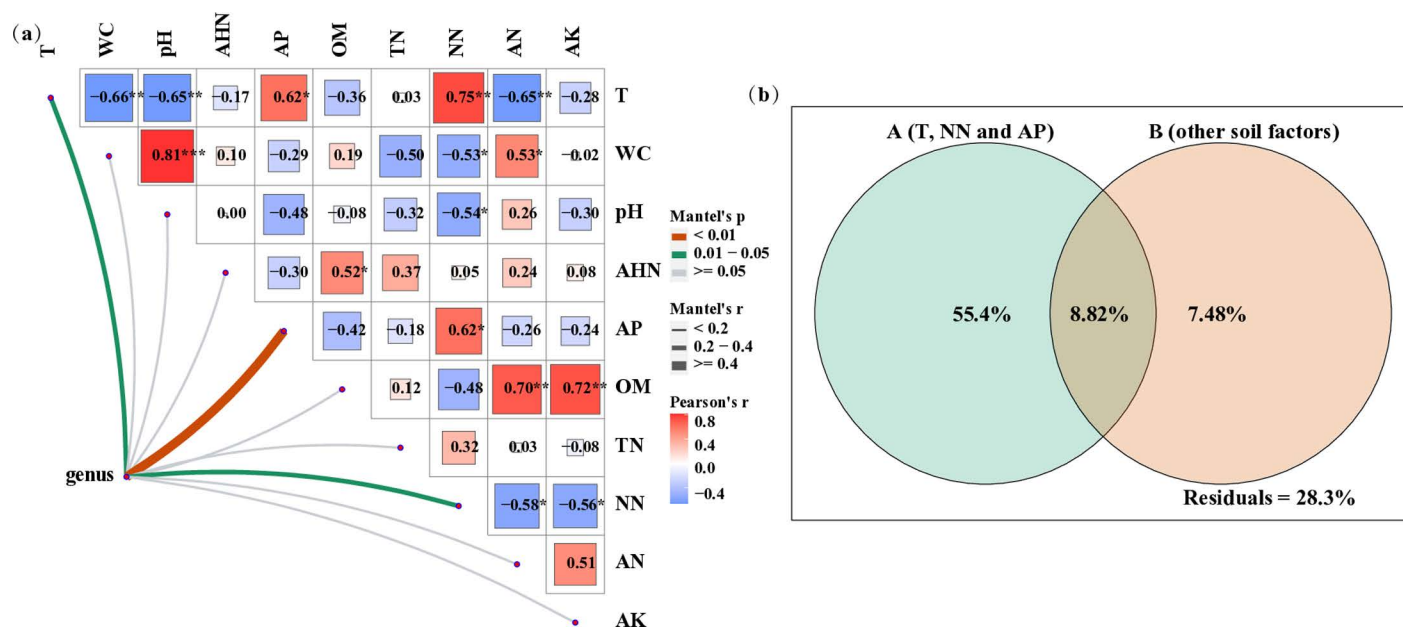 (a)
T WC pH AHN AP OM TN NN AN AK
−0.66** −0.65** −0.17 0.62* −0.36 0.03 0.75** −0.65** −0.28 T
0.81*** 0.10 −0.29 0.19 −0.50 −0.53* 0.53* −0.02 WC
0.00 −0.48 −0.08 −0.32 −0.54* 0.26 −0.30 pH
−0.30 0.52* 0.37 0.05 0.24 0.08 AHN
−0.42 −0.18 0.62* −0.26 −0.24 AP
0.12 −0.48 0.70** 0.72** OM
0.32 0.03 −0.08 TN
−0.58* −0.56* NN
0.51 AN
AK
genus
Mantel's p
< 0.01
0.01 − 0.05
>= 0.05
Mantel's r
< 0.2
0.2 − 0.4
>= 0.4
Pearson's r
0.8
0.4
0.0
−0.4
(b)
A (T, NN and AP) B (other soil factors)
55.4% 8.82% 7.48%
Residuals = 28.3%